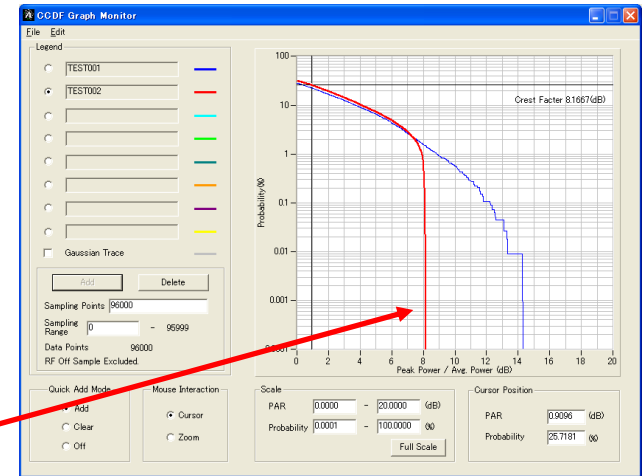 CCDF Graph Monitor
File Edit
Legend
TEST001
TEST002
Gaussian Trace
Add Delete
Sampling Points 96000
Sampling Range 0 - 95999
Data Points 96000
RF Off Sample Excluded.
Crest Facter 8.1667(dB)
Probability(%)
100
10
1
0.1
0.01
0.001
0 2 4 6 8 10 12 14 16 18 20
Peak Power / Avg. Power (dB)
Quick Add Mode
Add
Clear
Off
Mouse Interaction
Cursor
Zoom
Scale
PAR 0.0000 - 20.0000 (dB)
Probability 0.0001 - 100.0000 (%)
Full Scale
Cursor Position
PAR 0.9096 (dB)
Probability 25.7181 (%)